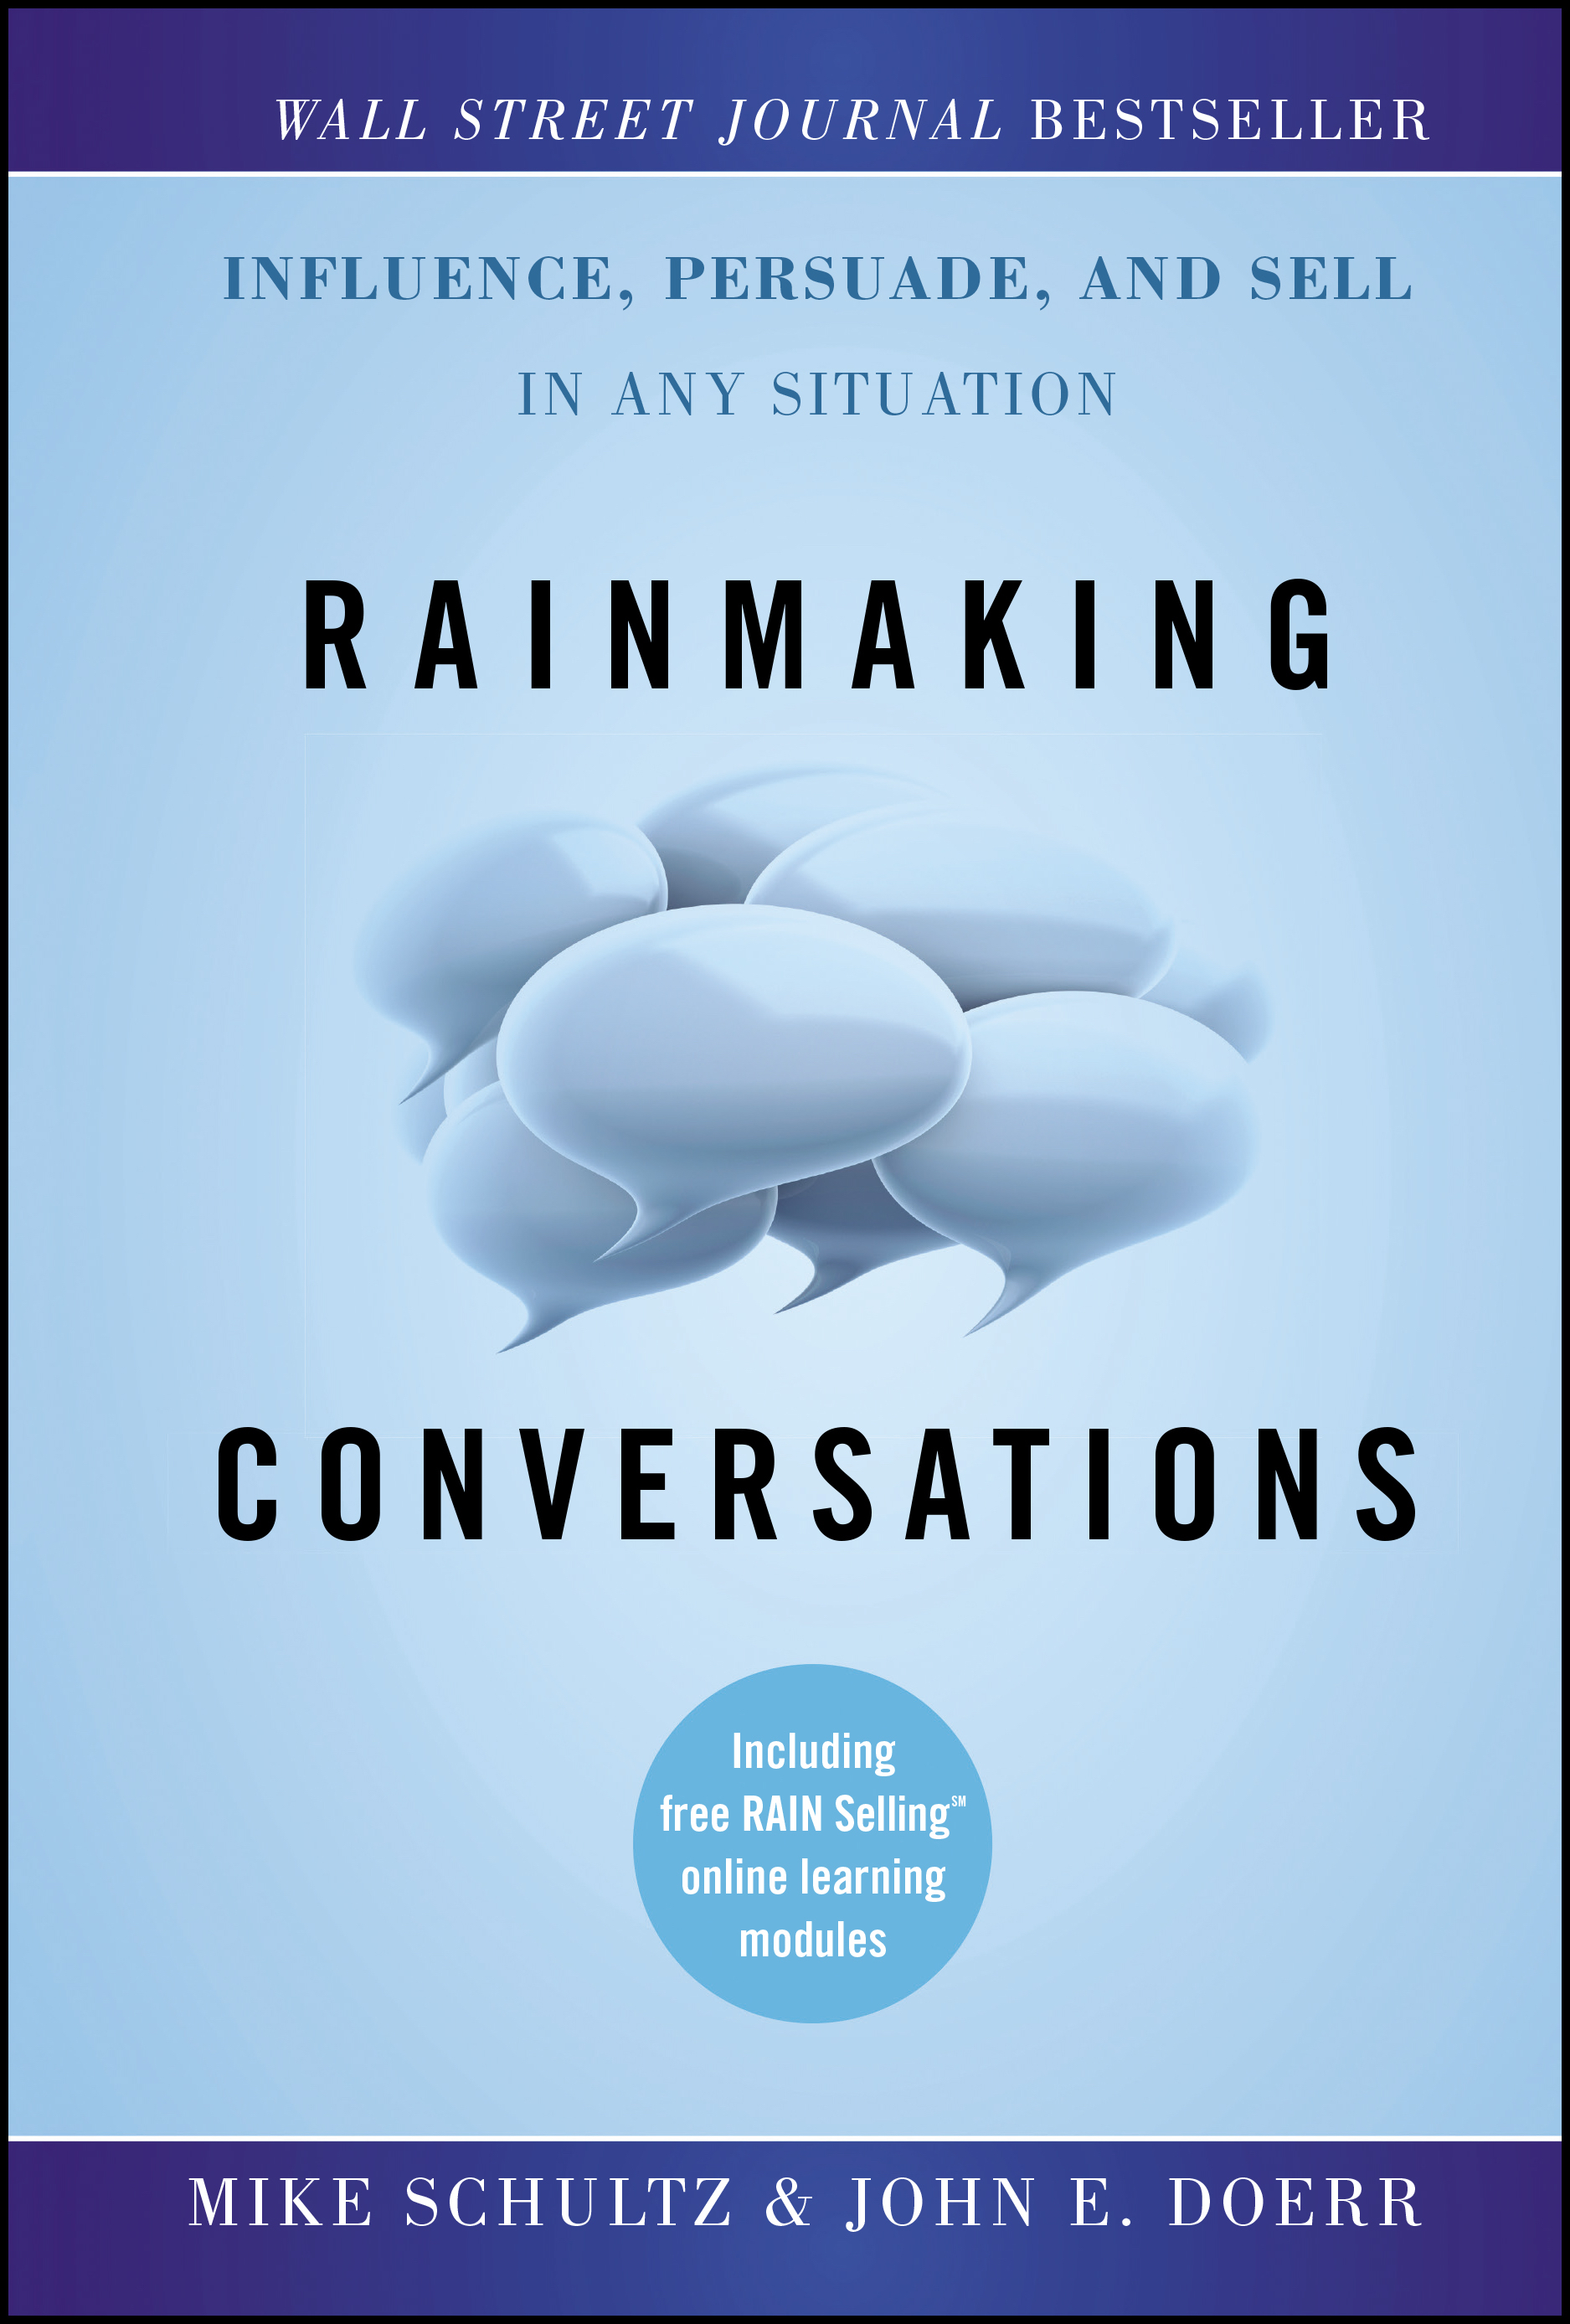 WALL STREET JOURNAL BESTSELLER
INFLUENCE, PERSUADE, AND SELL
IN ANY SITUATION
RAINMAKING
CONVERSATIONS
Including
free RAIN Selling℠
online learning
modules
MIKE SCHULTZ & JOHN E. DOERR